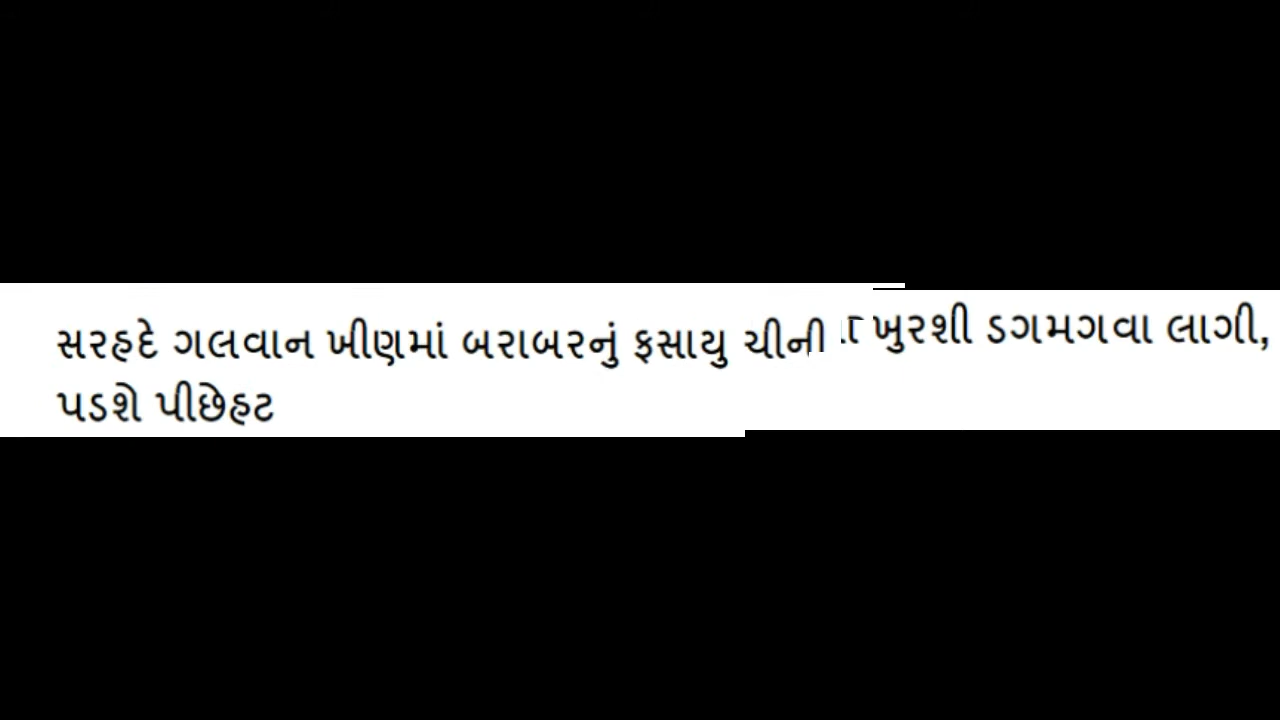 સરહદે ગલવાન ખીણમાં બરાબરનું ફસાયુ ચીની ખુરશી ડગમગવા લાગી,
પડશે પીછેહટ